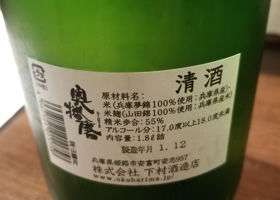 清酒
奥播磨
原材料名：
米(兵庫夢錦100%使用：兵庫県産)
米麹(山田錦100%使用：兵庫県産米)
精米歩合：55%
アルコール分：17.0度以上18.0度未満
内容量：1.8ℓ詰
製造年月 1.12
兵庫県姫路市安富町安志957
株式会社 下村酒造店
www.okuharima.jp